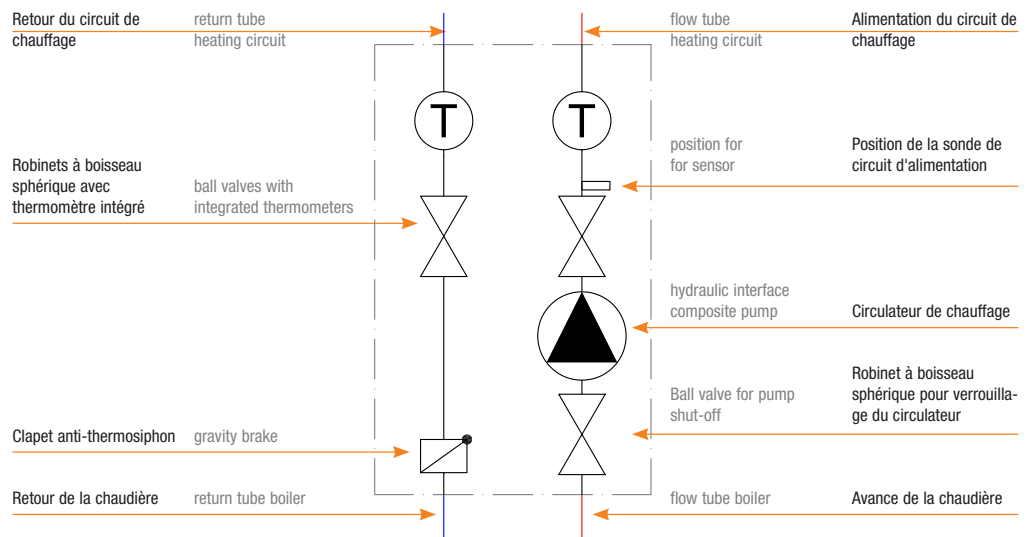 Retour du circuit de
chauffage
return tube
heating circuit
flow tube
heating circuit
Alimentation du circuit de
chauffage
T
T
Robinets à boisseau
sphérique avec
thermomètre intégré
ball valves with
integrated thermometers
position for
for sensor
Position de la sonde de
circuit d'alimentation
hydraulic interface
composite pump
Circulateur de chauffage
Ball valve for pump
shut-off
Robinet à boisseau
sphérique pour verrouilla-
ge du circulateur
Clapet anti-thermosiphon
gravity brake
Retour de la chaudière
return tube boiler
flow tube boiler
Avance de la chaudière